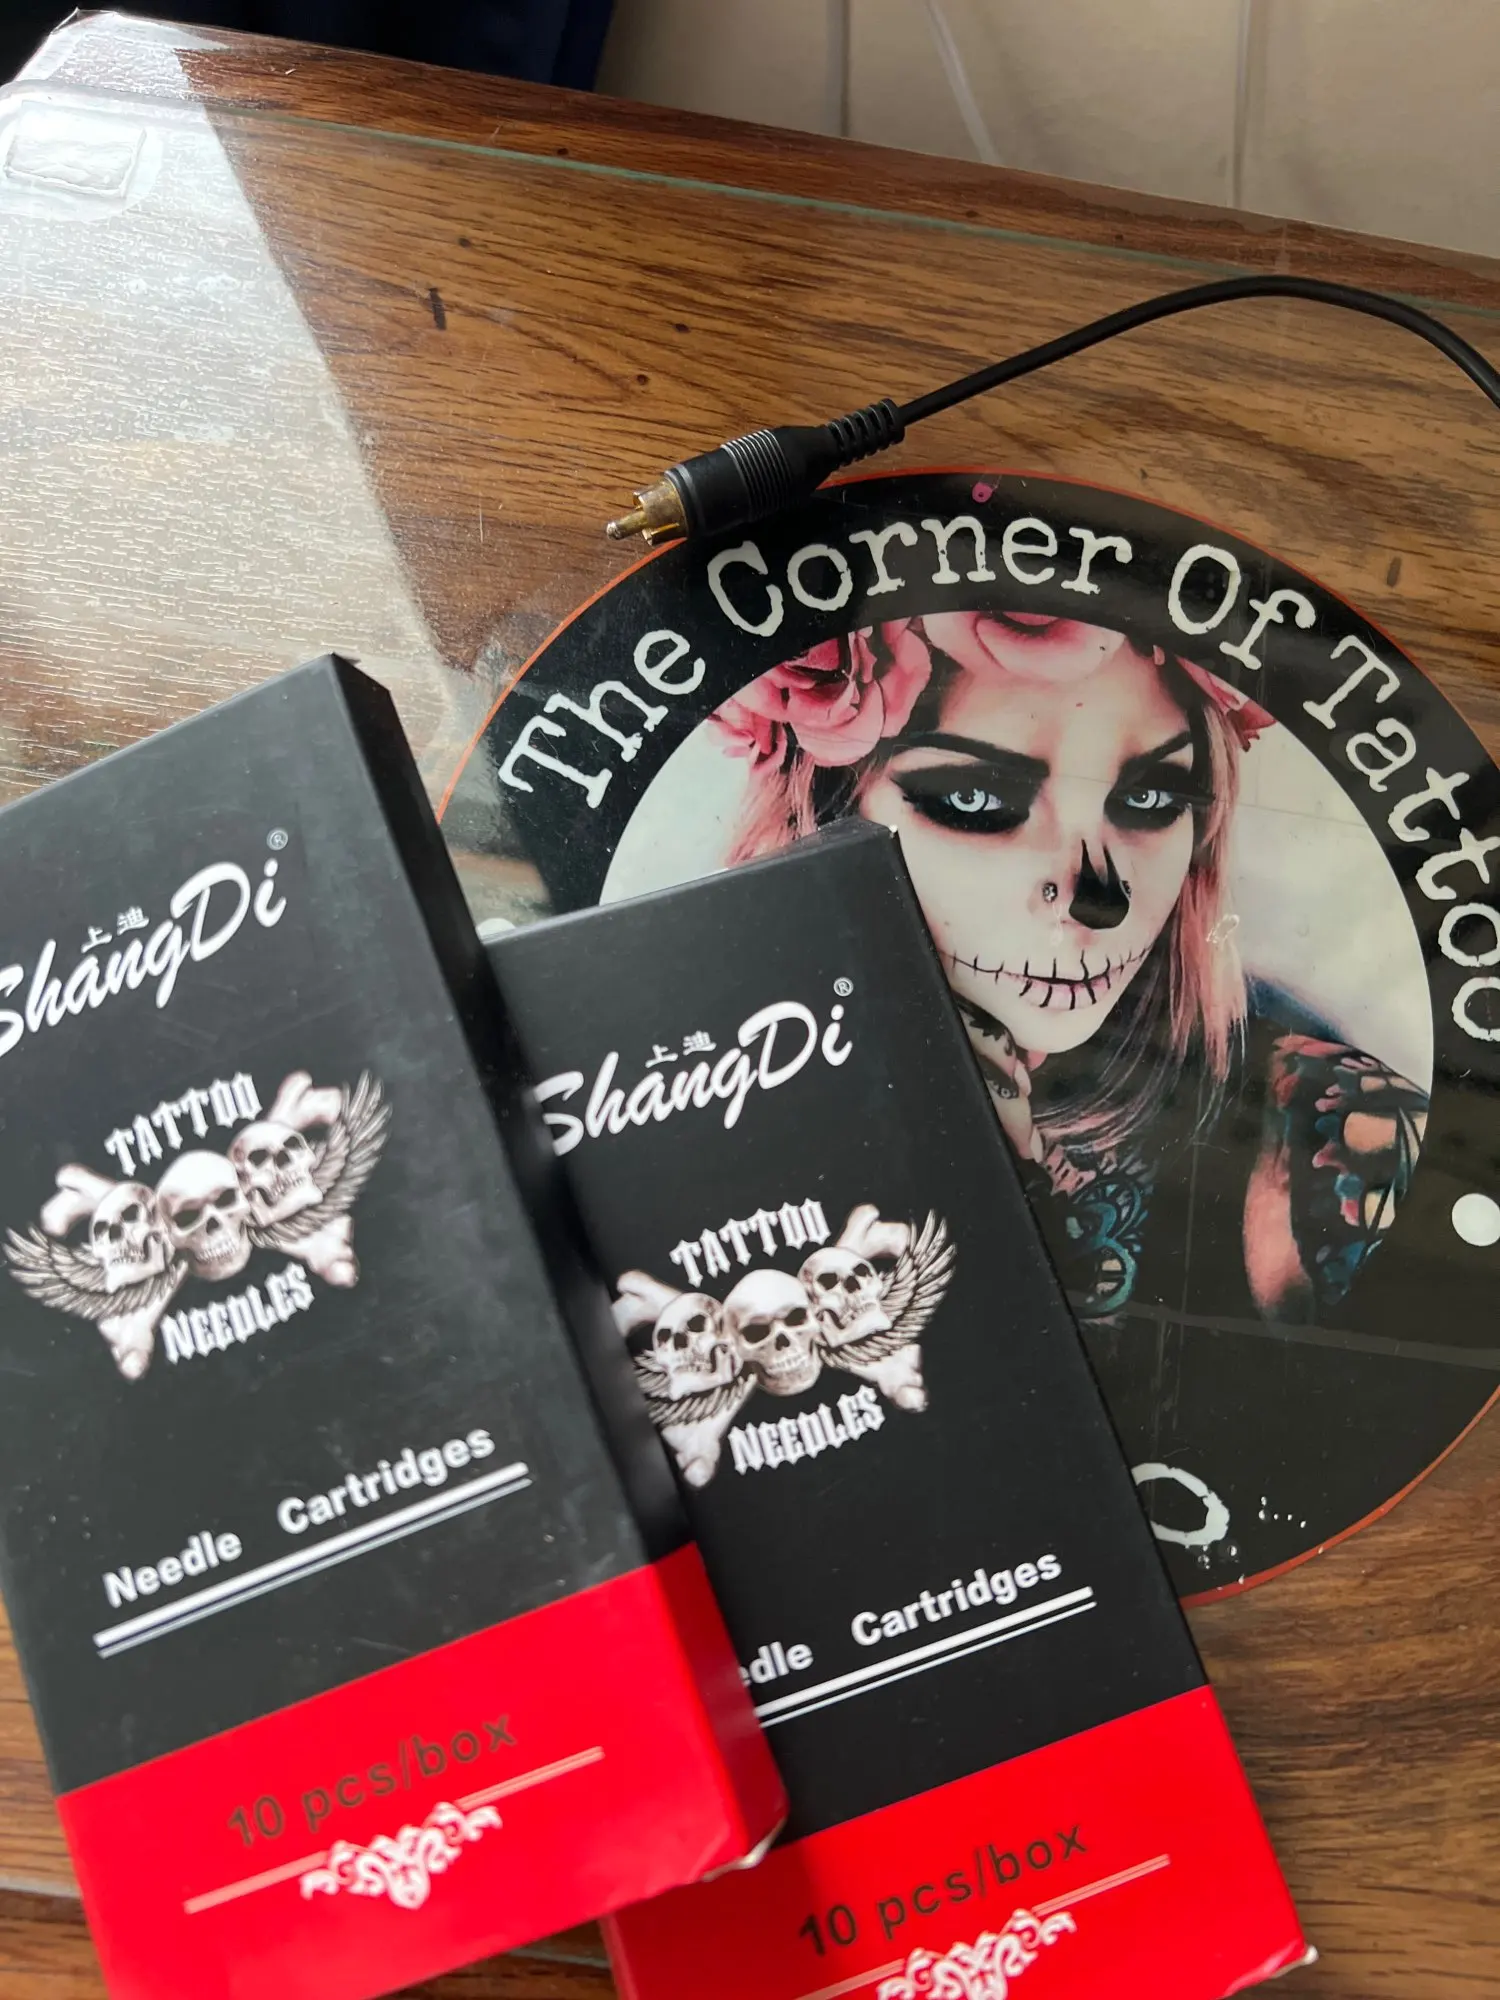 The Corner Of Tattoo
上迪
ShangDi®
TATTOO
NEEDLES
Needle Cartridges
10 pcs/box
上迪
ShangDi®
TATTOO
NEEDLES
Cartridges
10 pcs/box